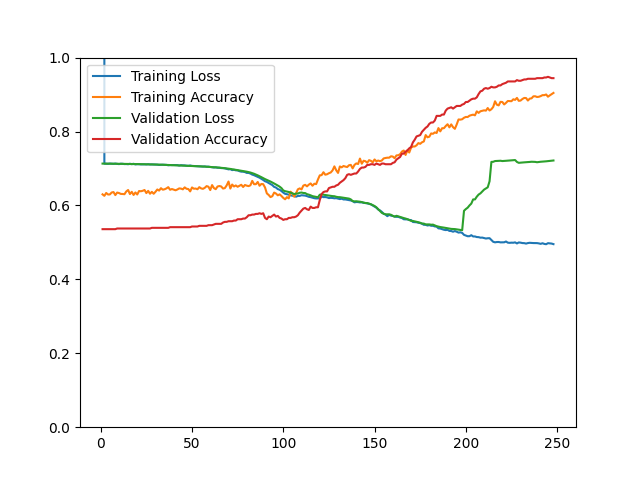 1.0
0.8
0.6
0.4
0.2
0.0
Training Loss
Training Accuracy
Validation Loss
Validation Accuracy
0 50 100 150 200 250